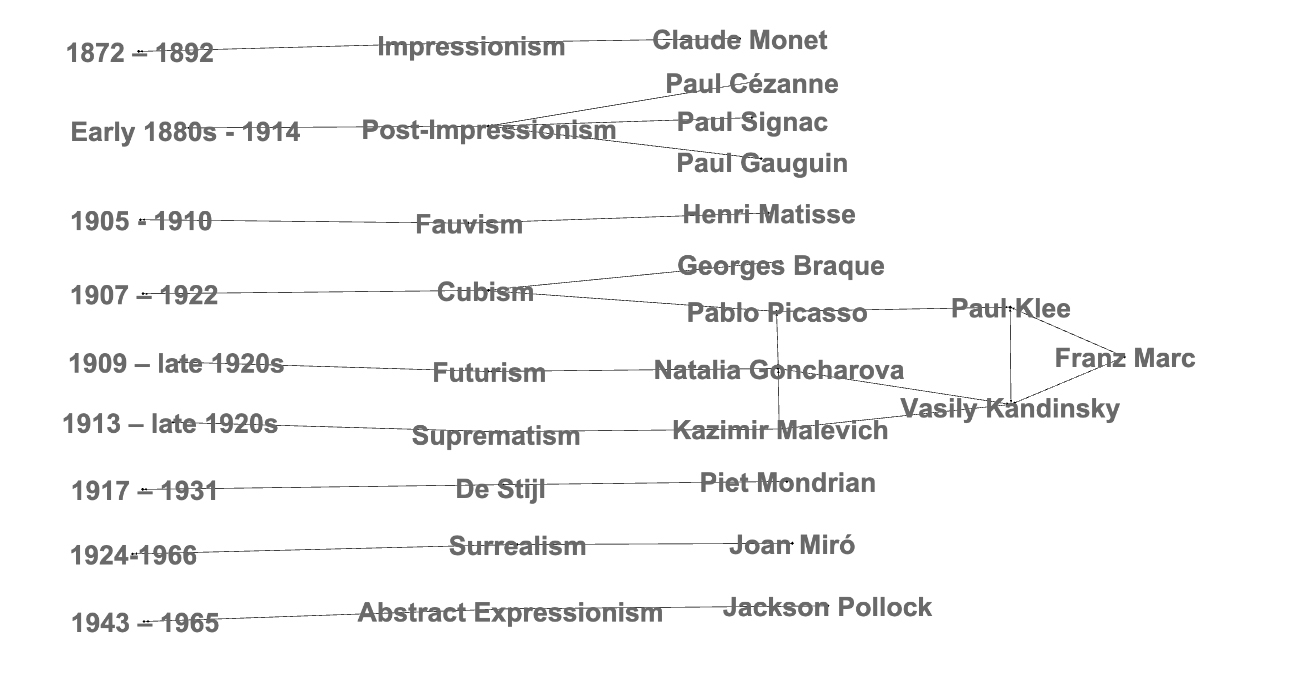 1872 – 1892 Impressionism Claude Monet
Paul Cézanne
Early 1880s - 1914 Post-Impressionism Paul Signac
Paul Gauguin
1905 - 1910 Fauvism Henri Matisse
Georges Braque
1907 – 1922 Cubism Pablo Picasso Paul Klee
Franz Marc
1909 – late 1920s Futurism Natalia Goncharova
Vasily Kandinsky
1913 – late 1920s Suprematism Kazimir Malevich
1917 – 1931 De Stijl Piet Mondrian
1924-1966 Surrealism Joan Miró
1943 – 1965 Abstract Expressionism Jackson Pollock